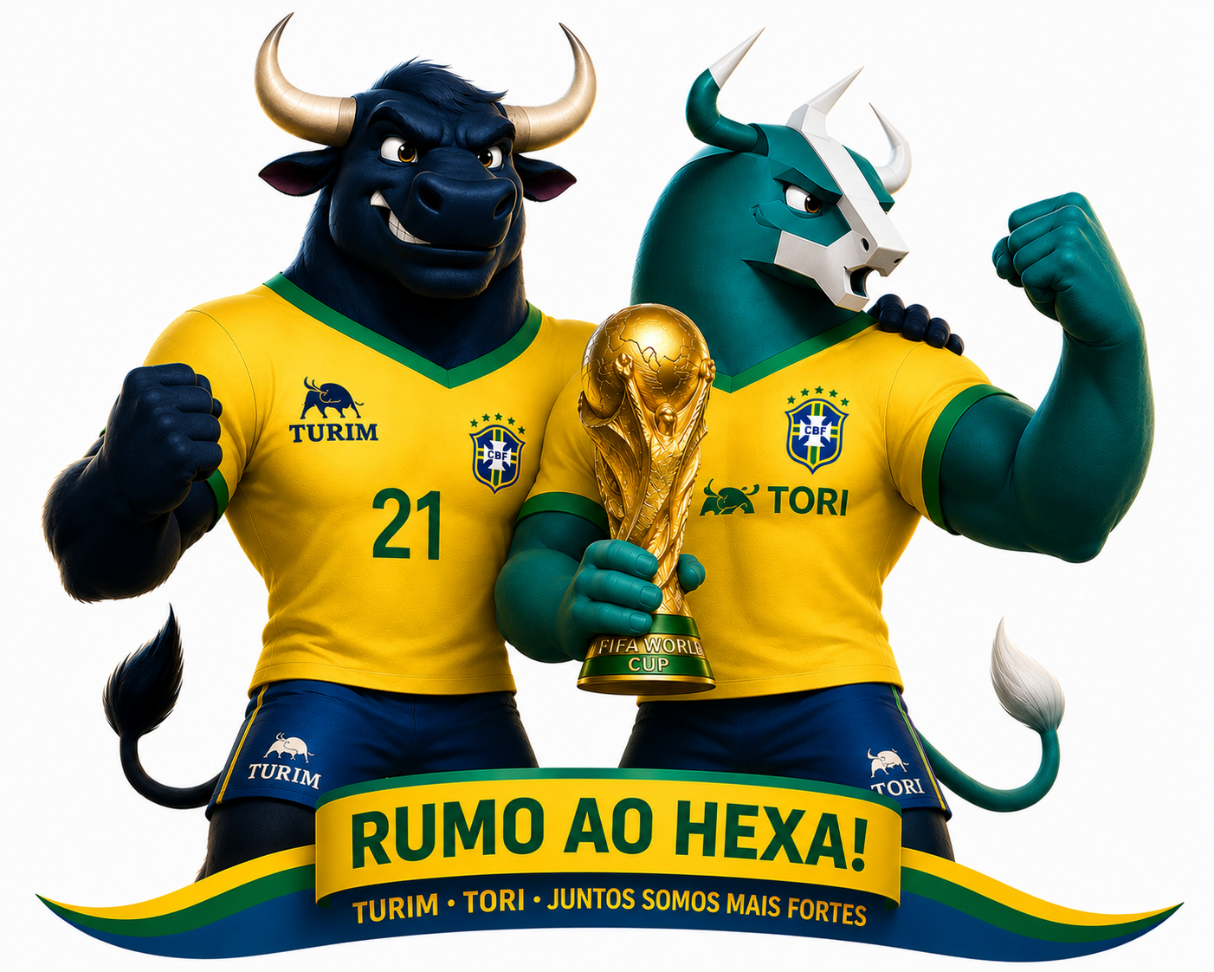 TURIM
CBF
21
CBF
TORI
FIFA WORLD
CUP
TURIM
TORI
RUMO AO HEXA!
TURIM • TORI • JUNTOS SOMOS MAIS FORTES